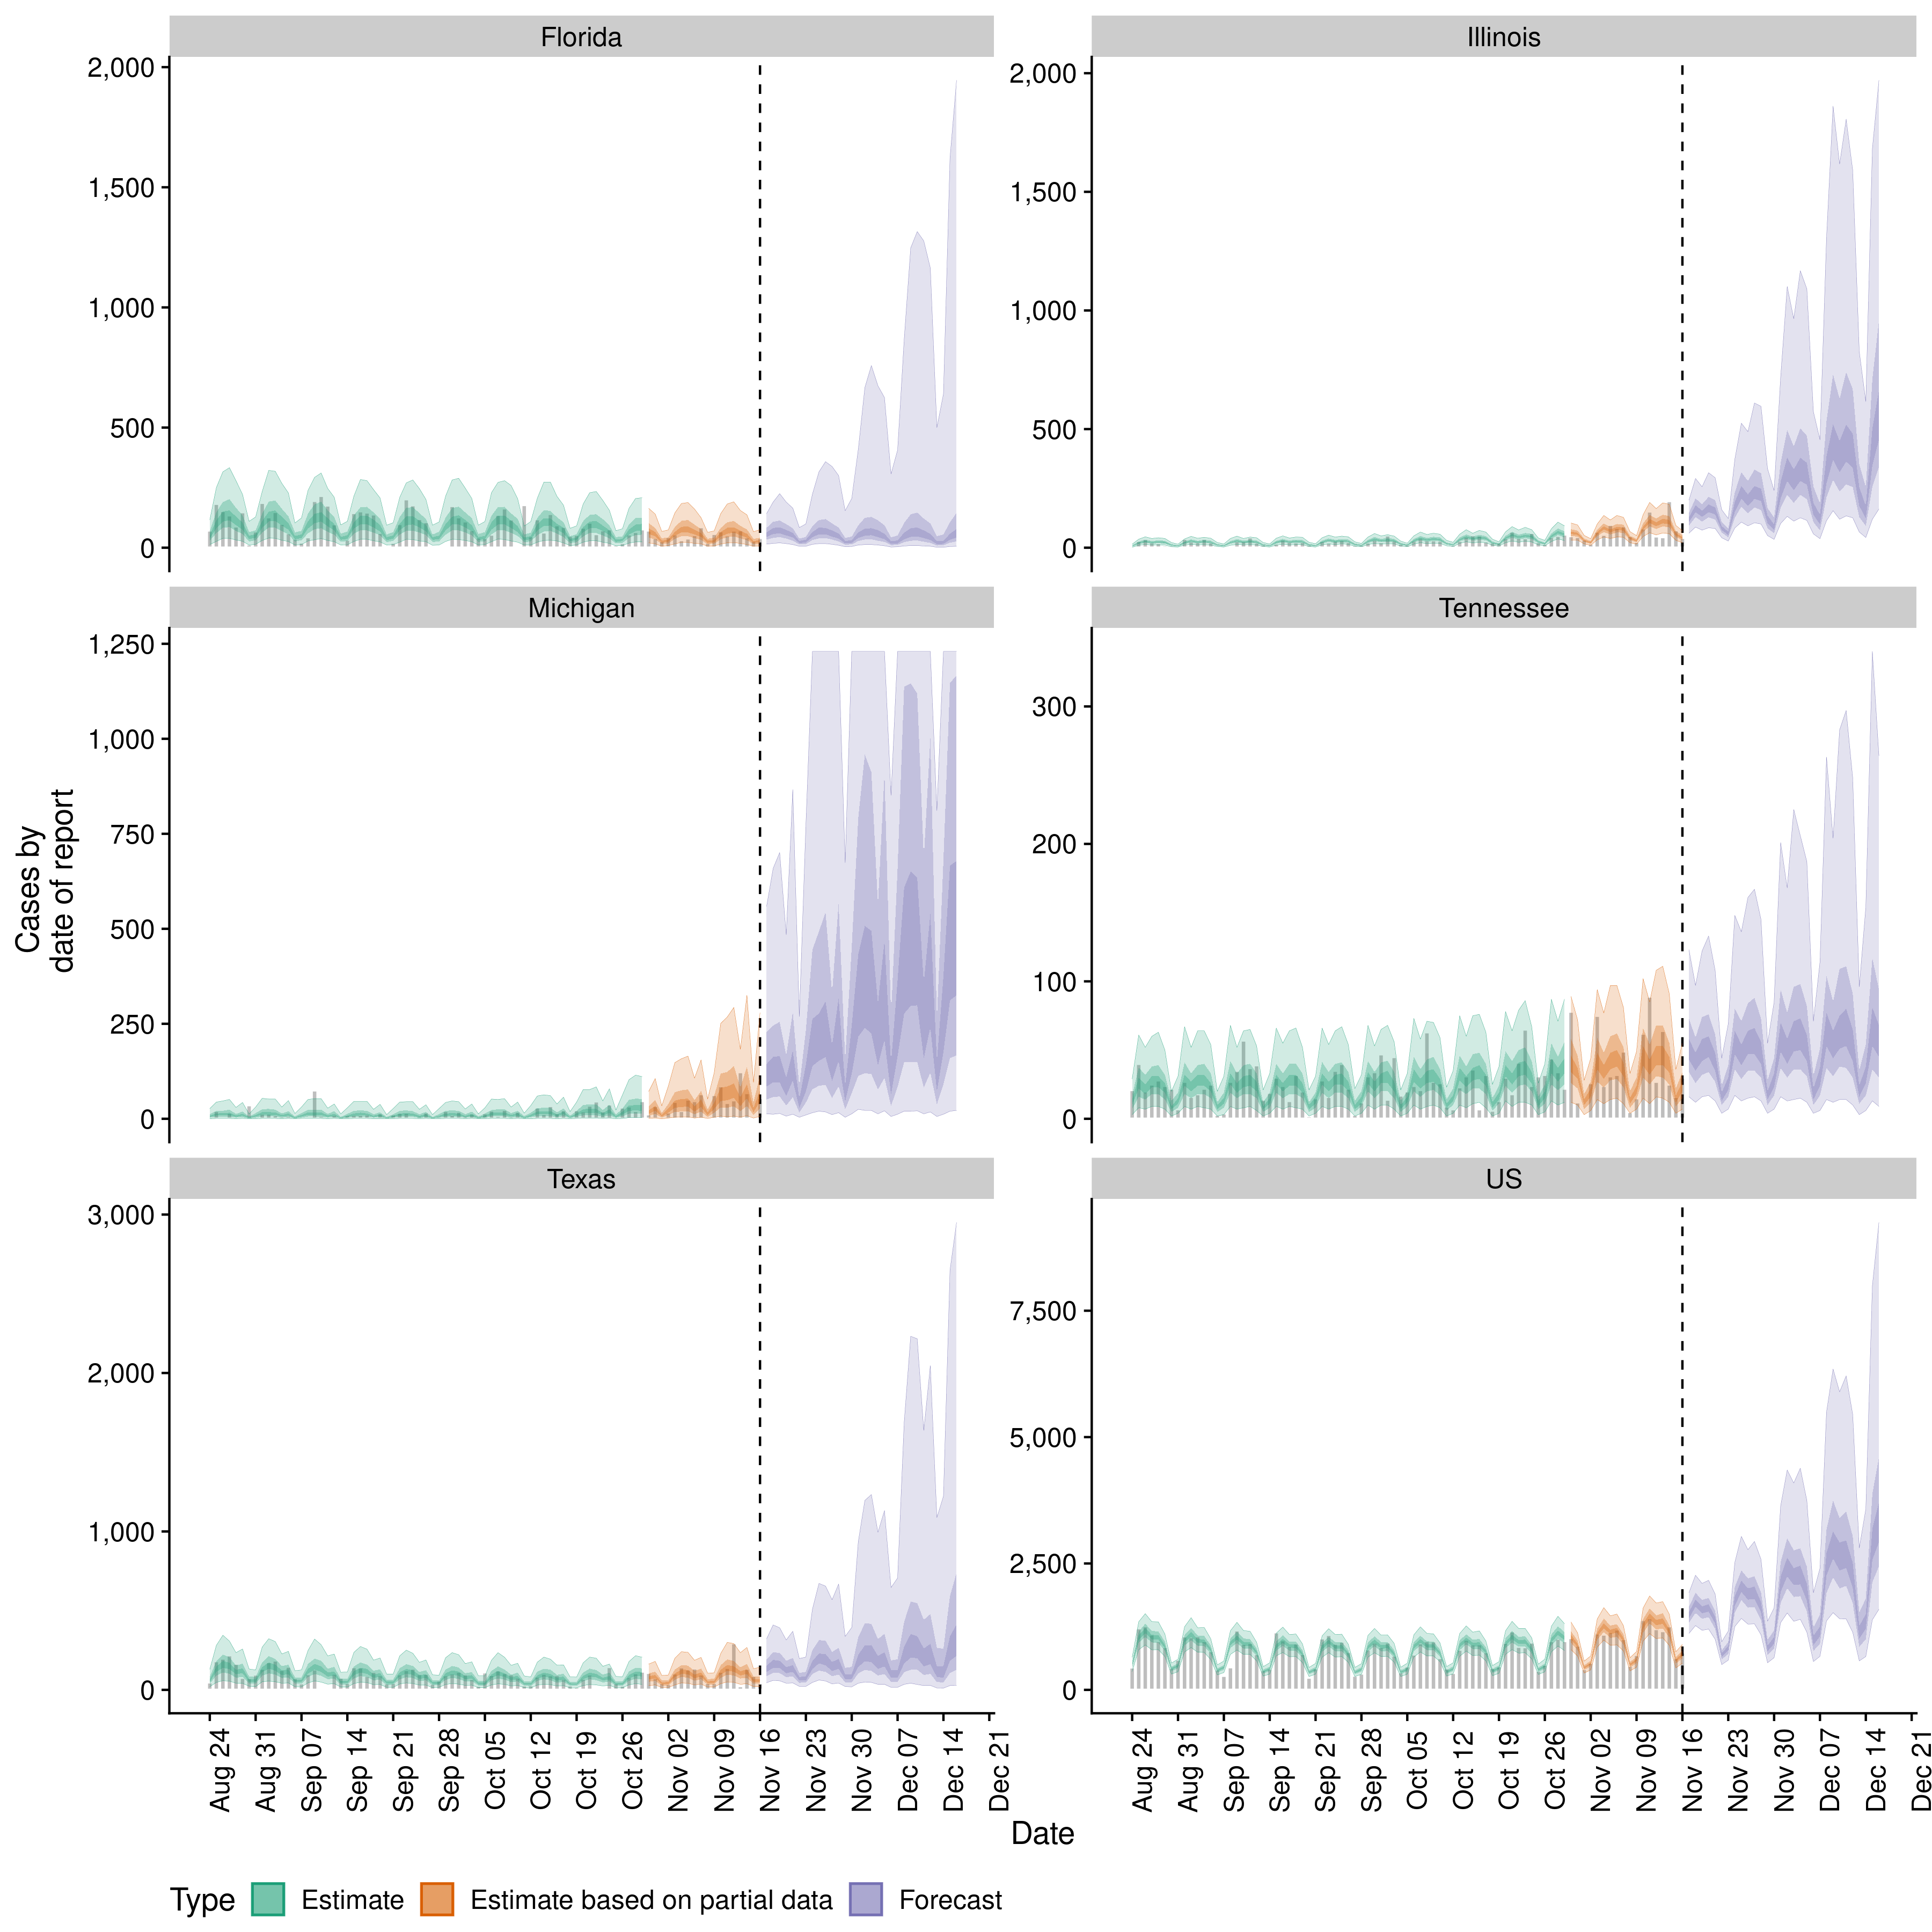 Florida
Illinois
2,000
1,500
1,000
500
0
2,000
1,500
1,000
500
0
Michigan
Tennessee
1,250
1,000
750
500
250
0
300
200
100
0
Texas
US
3,000
2,000
1,000
0
7,500
5,000
2,500
0
Cases by
date of report
Aug 24
Aug 31
Sep 07
Sep 14
Sep 21
Sep 28
Oct 05
Oct 12
Oct 19
Oct 26
Nov 02
Nov 09
Nov 16
Nov 23
Nov 30
Dec 07
Dec 14
Dec 21
Aug 24
Aug 31
Sep 07
Sep 14
Sep 21
Sep 28
Oct 05
Oct 12
Oct 19
Oct 26
Nov 02
Nov 09
Nov 16
Nov 23
Nov 30
Dec 07
Dec 14
Dec 21
Date
Type Estimate Estimate based on partial data Forecast